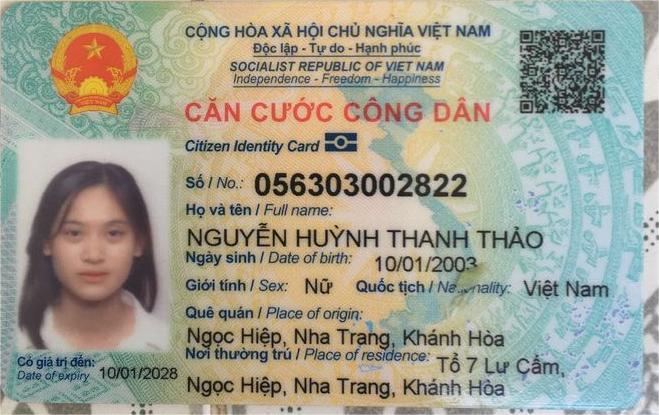 CỘNG HÒA XÃ HỘI CHỦ NGHĨA VIỆT NAM
Độc lập - Tự do - Hạnh phúc
SOCIALIST REPUBLIC OF VIET NAM
Independence - Freedom - Happiness
CĂN CƯỚC CÔNG DÂN
Citizen Identity Card
Số / No.: 056303002822
Họ và tên / Full name:
NGUYỄN HUỲNH THANH THẢO
Ngày sinh / Date of birth: 10/01/2003
Giới tính / Sex: Nữ Quốc tịch / Nationality: Việt Nam
Quê quán / Place of origin:
Ngọc Hiệp, Nha Trang, Khánh Hòa
Nơi thường trú / Place of residence: Tổ 7 Lư Cấm,
Ngọc Hiệp, Nha Trang, Khánh Hòa
Có giá trị đến: 10/01/2028
Date of expiry